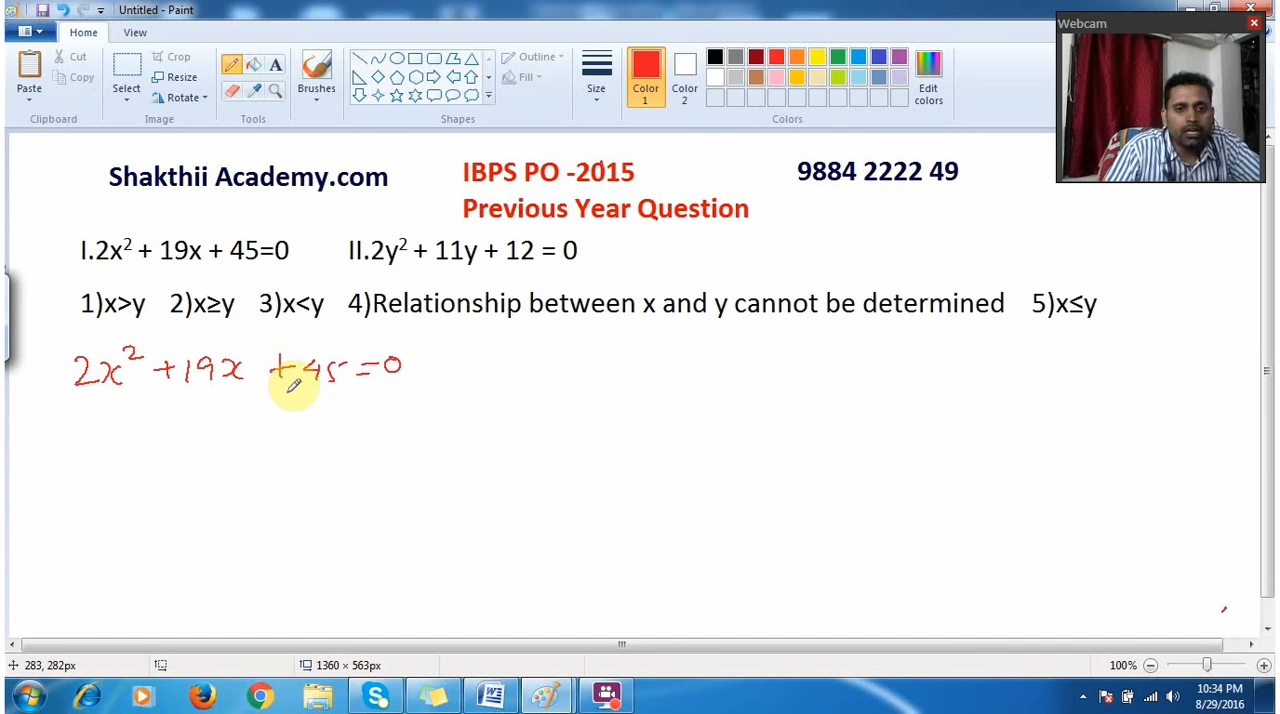 Untitled - Paint
Webcam
Home View
Paste
Cut
Copy
Clipboard
Select
Crop
Resize
Rotate
Image
Tools
Brushes
Shapes
Outline
Fill
Size
Color 1
Color 2
Colors
Edit colors
Shakthii Academy.com IBPS PO -2015 9884 2222 49
Previous Year Question
I.2x² + 19x + 45=0 II.2y² + 11y + 12 = 0
1)x>y 2)x≥y 3)x<y 4)Relationship between x and y cannot be determined 5)x≤y
2x² + 19x + 45 = 0
283, 282px 1360 × 563px 100%
10:34 PM
8/29/2016